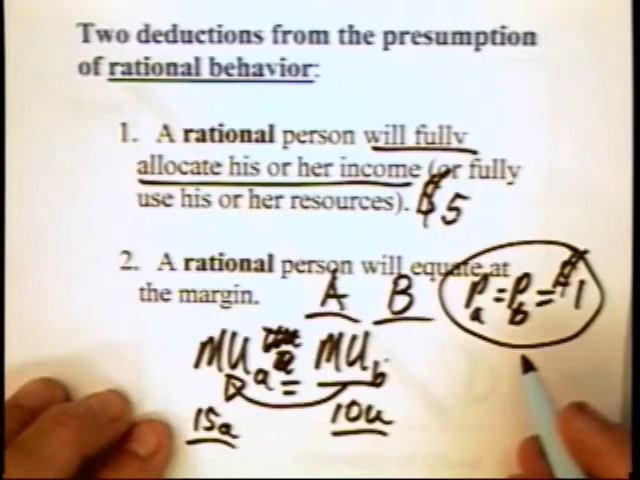 Two deductions from the presumption
of rational behavior:
1. A rational person will fully
allocate his or her income (or fully
use his or her resources). $5
2. A rational person will equate at
the margin. A B Pa = Pb = $1
MUa = MUb
15a 10u